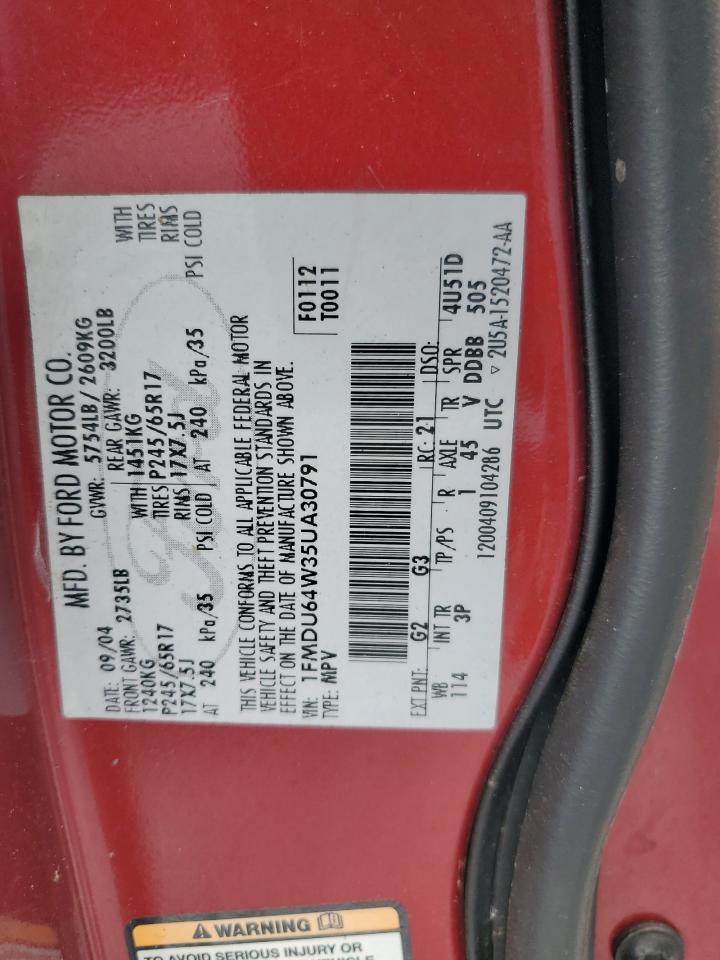 MFD. BY FORD MOTOR CO.
DATE: 09/04 GVWR: 5754LB/2609KG
FRONT GAWR: 2735LB REAR GAWR: 3200LB
1240KG WITH 1451KG WITH
P245/65R17 TIRES P245/65R17 TIRES
17X7.5J RIMS 17X7.5J RIMS
AT 240 kPa/35 PSI COLD AT 240 kPa/35 PSI COLD
Ford
THIS VEHICLE CONFORMS TO ALL APPLICABLE FEDERAL MOTOR
VEHICLE SAFETY AND THEFT PREVENTION STANDARDS IN
EFFECT ON THE DATE OF MANUFACTURE SHOWN ABOVE.
VIN: 1FMDU64W35UA30791 F0112
TYPE: MPV T0011
EXT PNT: G2 G3 RC: 21 DSO: 4U51D
WB INT TR TP/PS R AXLE TR SPR 505
114 3P 1 45 V DDBB
1200409104286 UTC ▽ 2U5A-1520472-AA
⚠ WARNING
TO AVOID SERIOUS INJURY OR